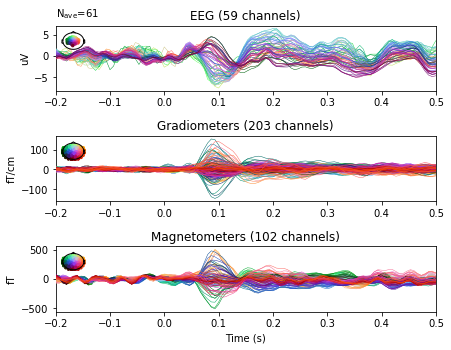 Nave=61
EEG (59 channels)
uV
5
0
−5
−0.2 −0.1 0.0 0.1 0.2 0.3 0.4 0.5
Gradiometers (203 channels)
fT/cm
100
0
−100
−0.2 −0.1 0.0 0.1 0.2 0.3 0.4 0.5
Magnetometers (102 channels)
fT
500
0
−500
−0.2 −0.1 0.0 0.1 0.2 0.3 0.4 0.5
Time (s)